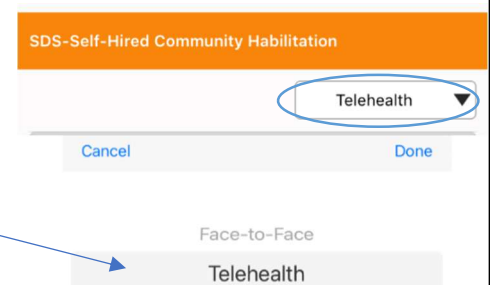 SDS-Self-Hired Community Habilitation
Telehealth ▼
Cancel Done
Face-to-Face
Telehealth